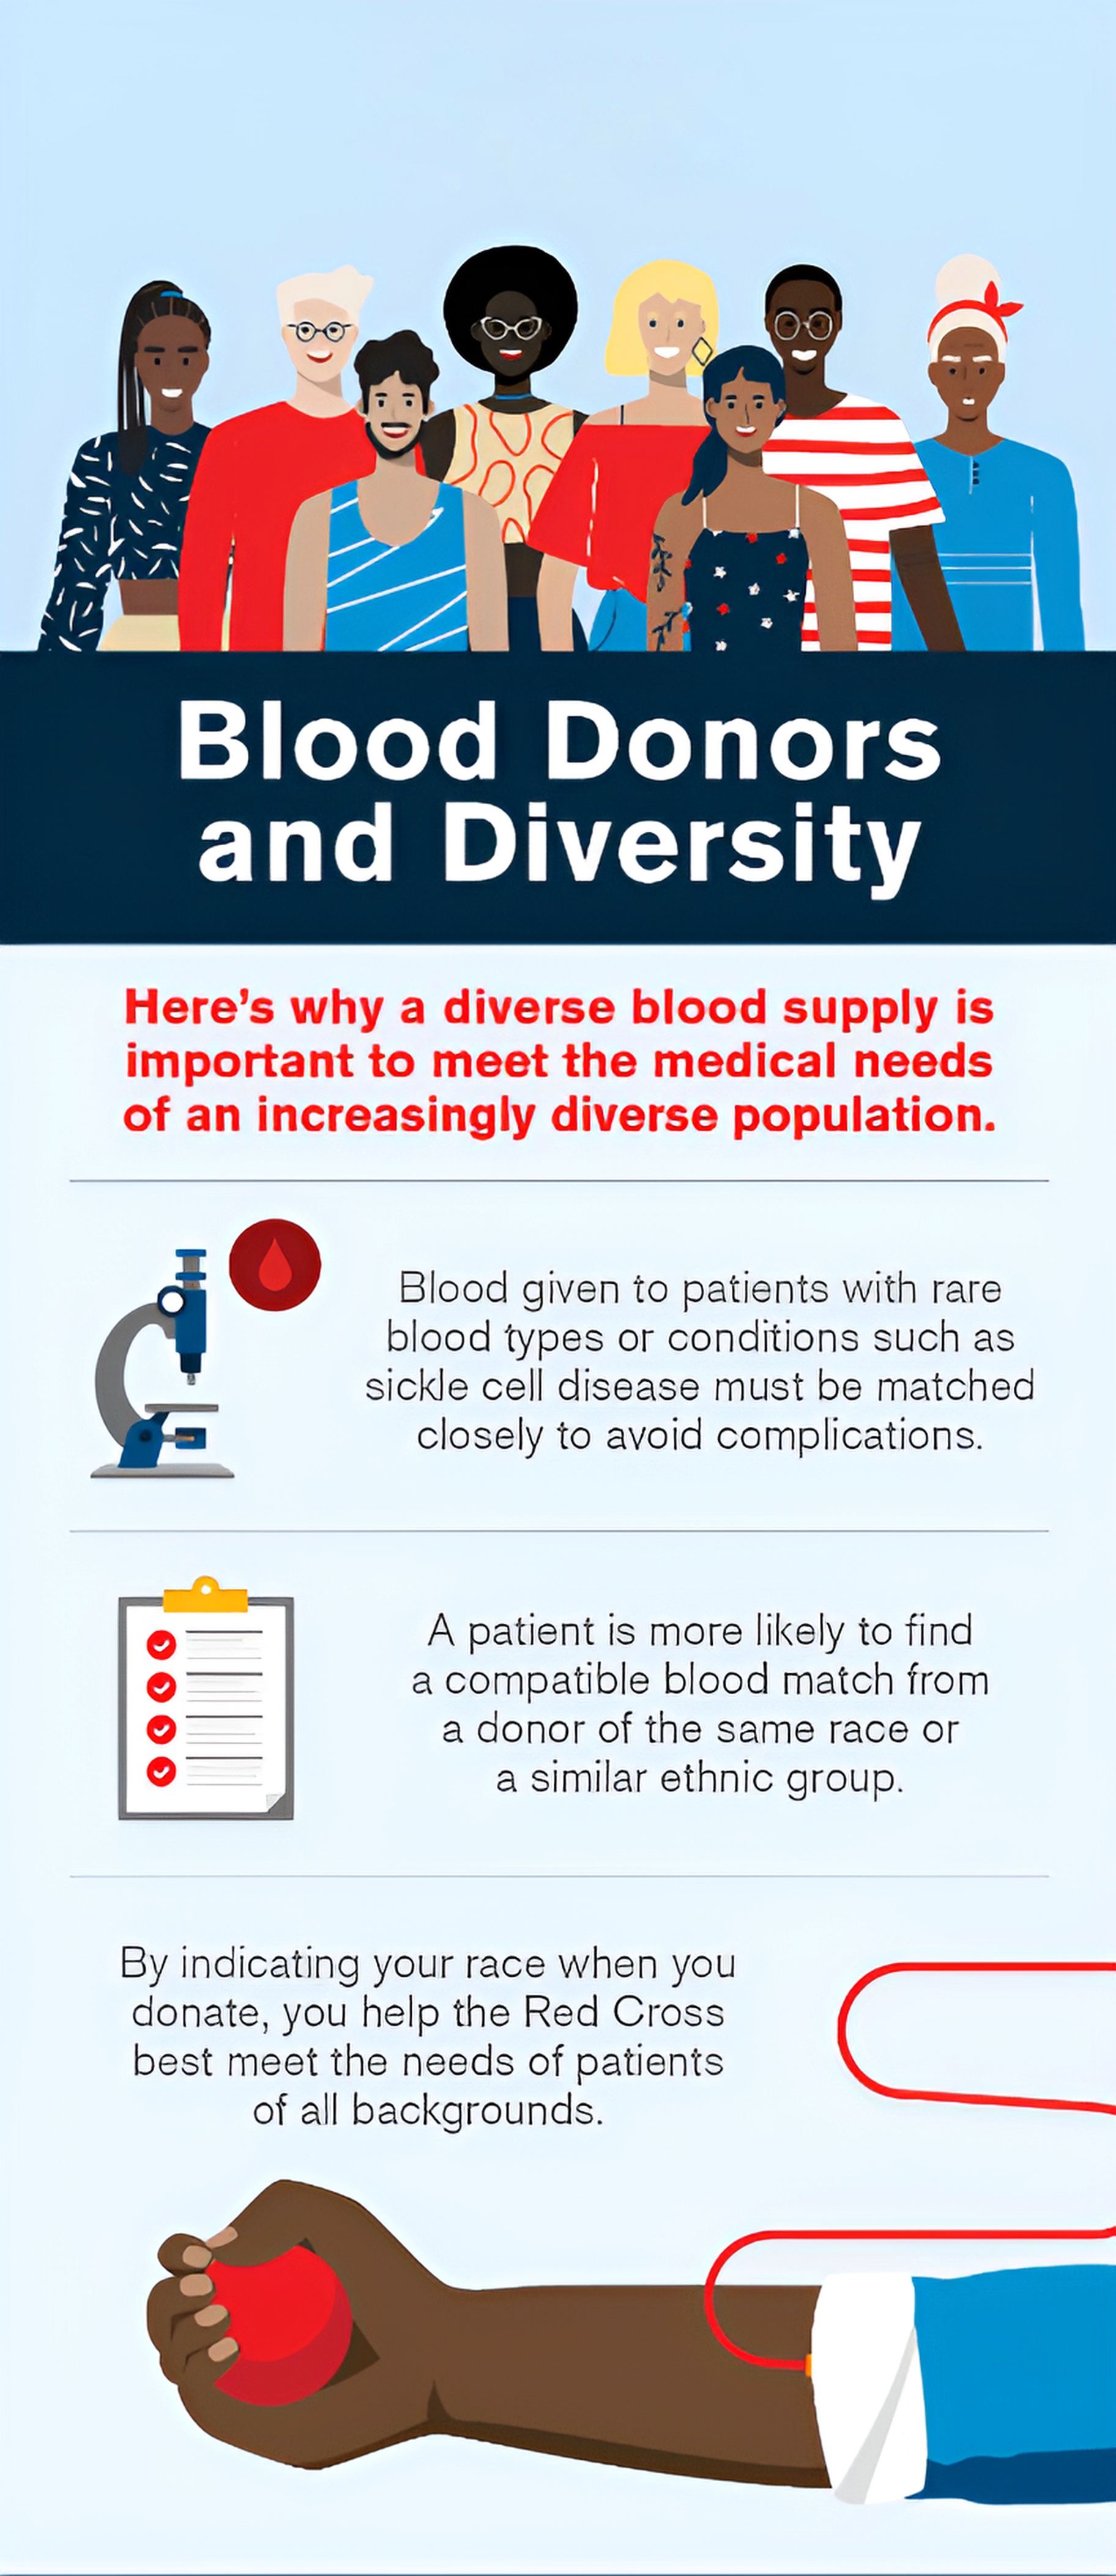 Blood Donors
and Diversity
Here's why a diverse blood supply is
important to meet the medical needs
of an increasingly diverse population.
Blood given to patients with rare
blood types or conditions such as
sickle cell disease must be matched
closely to avoid complications.
A patient is more likely to find
a compatible blood match from
a donor of the same race or
a similar ethnic group.
By indicating your race when you
donate, you help the Red Cross
best meet the needs of patients
of all backgrounds.